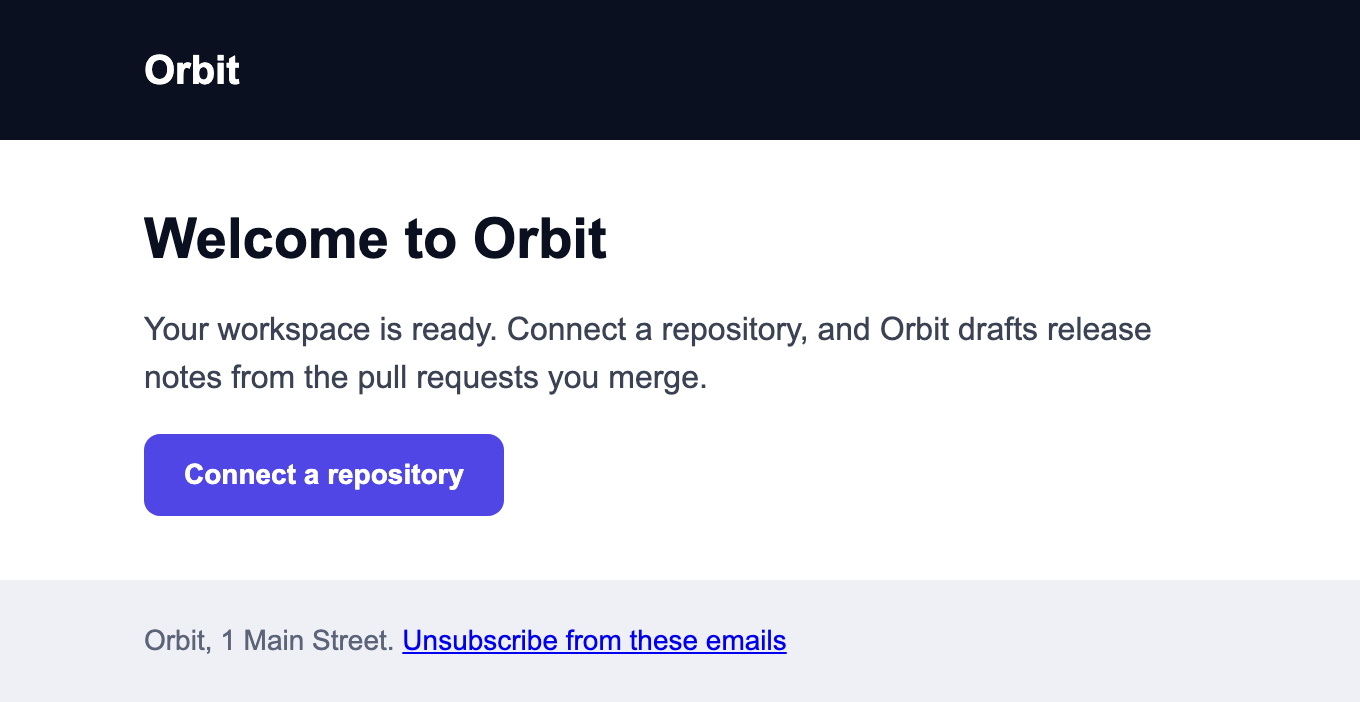 Orbit
Welcome to Orbit
Your workspace is ready. Connect a repository, and Orbit drafts release
notes from the pull requests you merge.
Connect a repository
Orbit, 1 Main Street. Unsubscribe from these emails